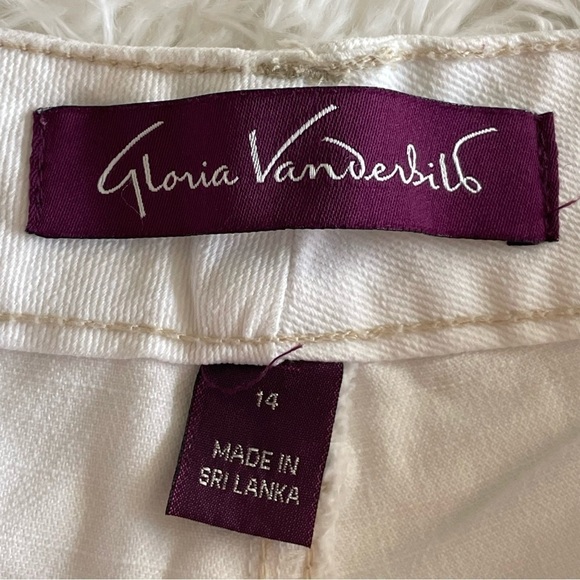 Gloria Vanderbilt
14
MADE IN
SRI LANKA